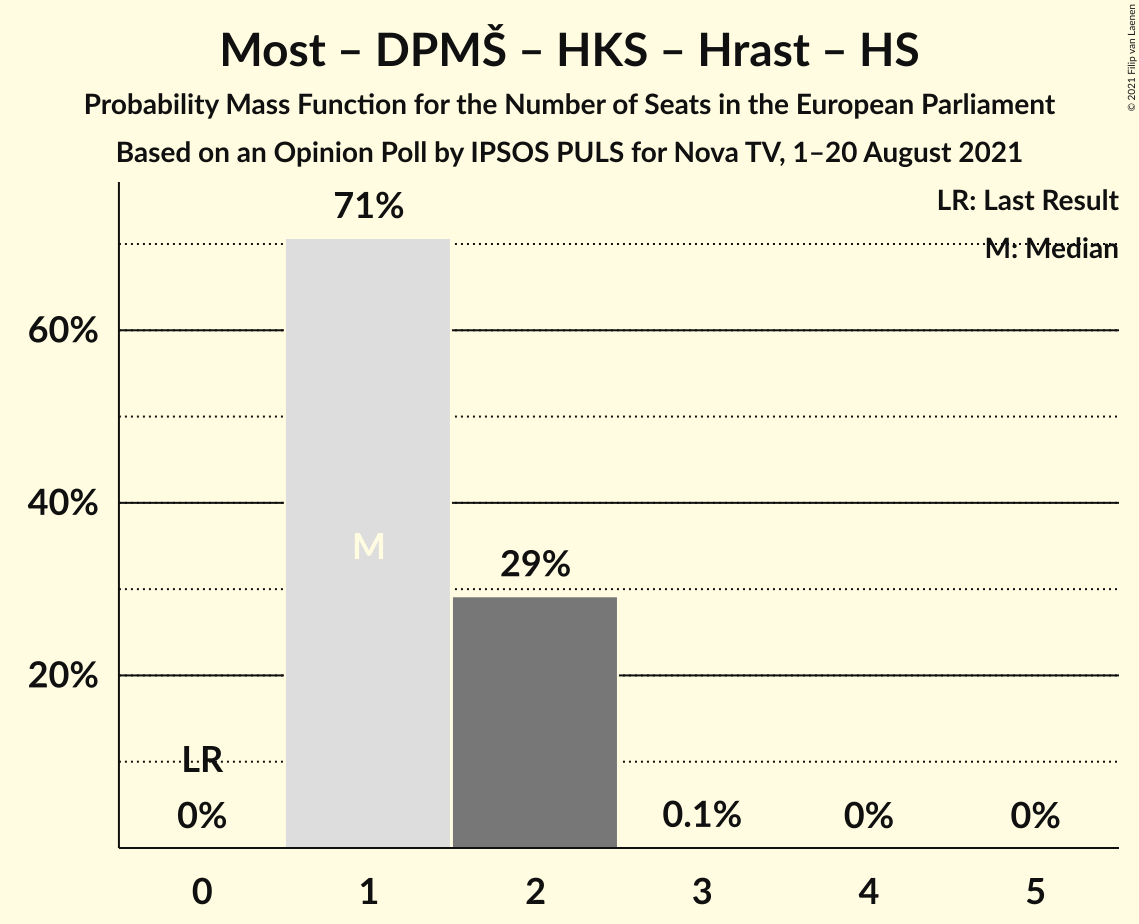 Most – DPMŠ – HKS – Hrast – HS
Probability Mass Function for the Number of Seats in the European Parliament
Based on an Opinion Poll by IPSOS PULS for Nova TV, 1–20 August 2021
© 2021 Filip van Laenen
LR: Last Result
M: Median
71%
60%
40%
M
29%
20%
LR
0%
0.1%
0%
0%
0 1 2 3 4 5